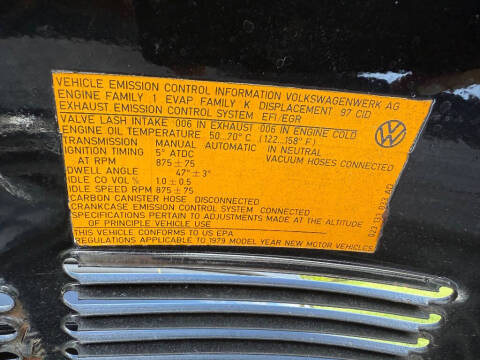 VEHICLE EMISSION CONTROL INFORMATION VOLKSWAGENWERK AG
ENGINE FAMILY 1 EVAP. FAMILY K DISPLACEMENT 97 CID
EXHAUST EMISSION CONTROL SYSTEM EFI/EGR
VALVE LASH INTAKE .006 IN EXHAUST .006 IN ENGINE COLD
ENGINE OIL TEMPERATURE 50...70°C (122...158°F)
TRANSMISSION MANUAL AUTOMATIC IN NEUTRAL
IGNITION TIMING 5° ATDC VACUUM HOSES CONNECTED
AT RPM 875±75
DWELL ANGLE 47°±3°
IDLE CO VOL % 1.0±0.5
IDLE SPEED RPM 875±75
CARBON CANISTER HOSE DISCONNECTED
CRANKCASE EMISSION CONTROL SYSTEM CONNECTED
SPECIFICATIONS PERTAIN TO ADJUSTMENTS MADE AT THE ALTITUDE
OF PRINCIPLE VEHICLE USE
THIS VEHICLE CONFORMS TO US EPA
REGULATIONS APPLICABLE TO 1979 MODEL YEAR NEW MOTOR VEHICLES